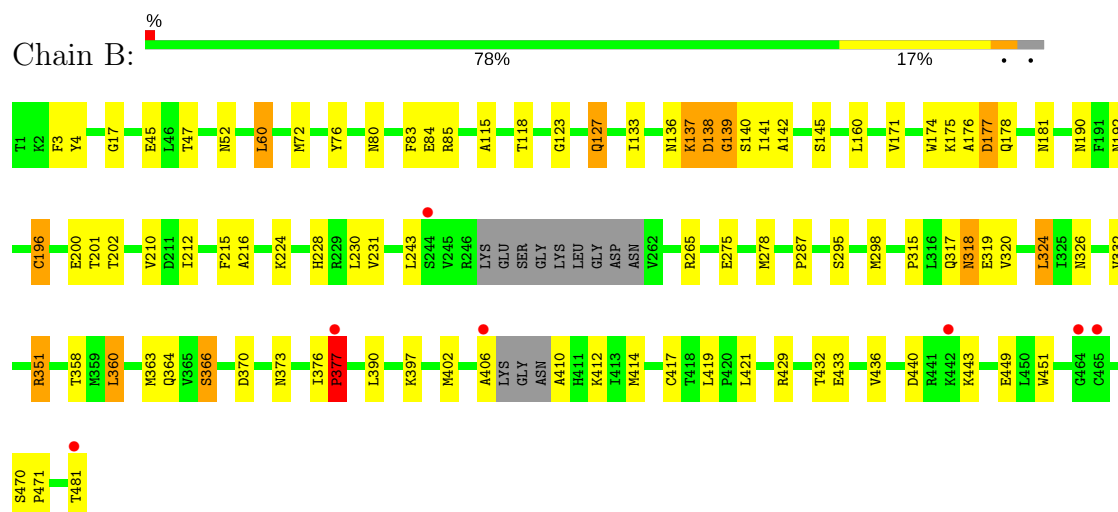 %
Chain B:
78% 17% • •
T1 K2 F3 Y4 G17 E45 L46 T47 N52 L60 M72 Y76 N80 F83 E84 R85 A115 T118 G123 Q127 I133 N136 K137 D138 G139 S140 I141 A142 S145 L160 V171 W174 K175 A176 D177 Q178 N181 N190 F191 N192
C196 E200 T201 T202 V210 D211 I212 F215 A216 K224 H228 R229 L230 V231 L243 S244 V245 R246 LYS GLU SER GLY LYS LEU GLY ASP ASN V262 R265 E275 M278 P287 S295 M298 P315 L316 Q317 N318 E319 V320 L324 I325 N326 V332
R351 T358 M359 L360 M363 Q364 V365 S366 D370 N373 I376 P377 L390 K397 M402 A406 LYS GLY ASN A410 H411 K412 I413 M414 C417 T418 L419 P420 L421 R429 T432 E433 V436 D440 R441 K442 K443 E449 L450 W451 G464 C465
S470 P471 T481